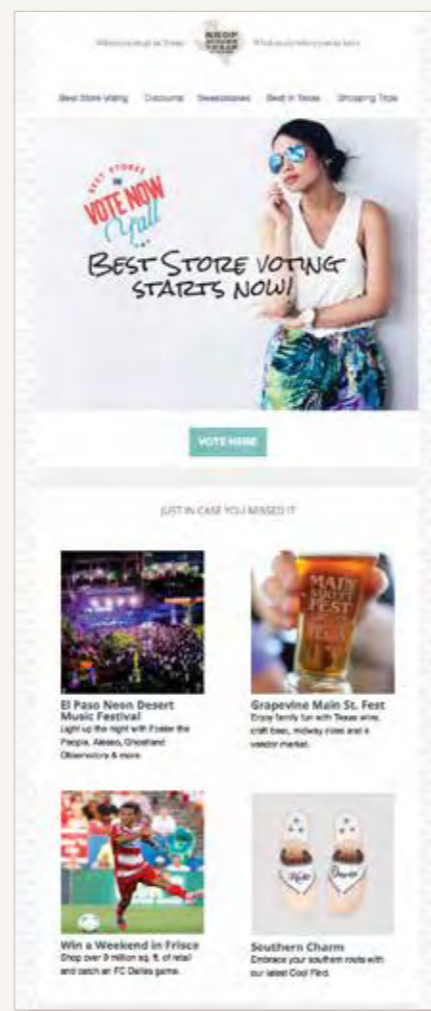 SHOP
TEXAS
Best Store Voting Discounts Sweepstakes Best in Texas Shopping Trips
BEST STORES
VOTE NOW
Y'all
BEST STORE VOTING
STARTS NOW!
VOTE HERE
JUST IN CASE YOU MISSED IT
MAIN
STREET
FEST
El Paso Neon Desert
Music Festival
Light up the night with Foster the
People, Alesso, Ghostland
Observatory & more.
Grapevine Main St. Fest
Enjoy family fun with Texas wine,
craft beer, midway rides and a
vendor market.
Win a Weekend in Frisco
Shop over 9 million sq. ft. of retail
and catch an FC Dallas game.
Southern Charm
Embrace your southern roots with
our latest Cool Find.